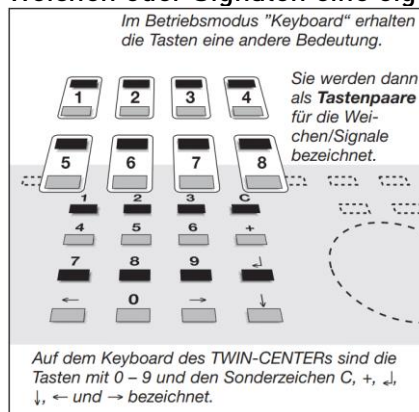 Weichen oder Signalen eine eig
Im Betriebsmodus "Keyboard“ erhalten
die Tasten eine andere Bedeutung.
Sie werden dann
als Tastenpaare
für die Wei-
chen/Signale
bezeichnet.
1 2 3 4
5 6 7 8
1 2 3 C
4 5 6 +
7 8 9 ↲
← 0 → ↓
Auf dem Keyboard des TWIN-CENTERs sind die
Tasten mit 0 – 9 und den Sonderzeichen C, +, ↲,
↓, ← und → bezeichnet.